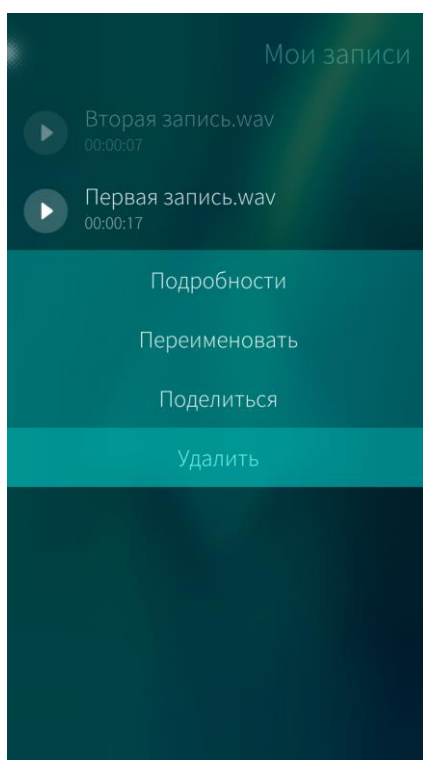 Мои записи
Вторая запись.wav
00:00:07
Первая запись.wav
00:00:17
Подробности
Переименовать
Поделиться
Удалить